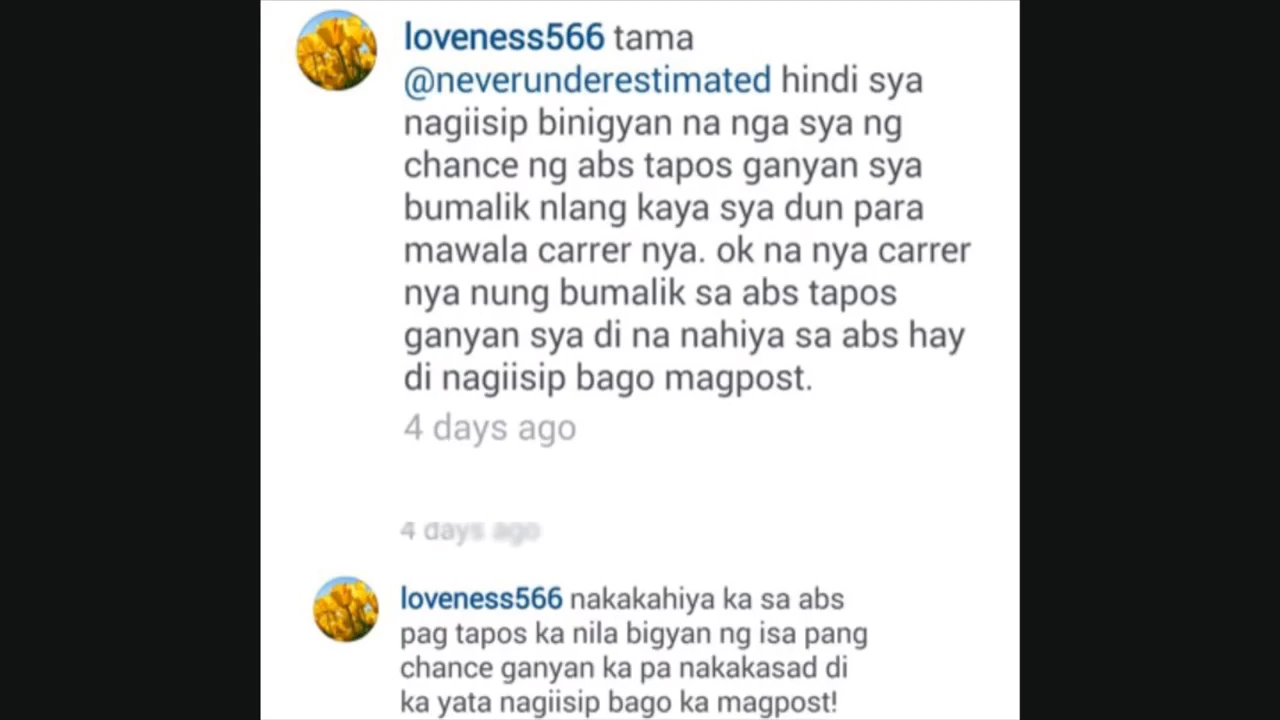 loveness566 tama
@neverunderestimated hindi sya
nagiisip binigyan na nga sya ng
chance ng abs tapos ganyan sya
bumalik nlang kaya sya dun para
mawala carrer nya. ok na nya carrer
nya nung bumalik sa abs tapos
ganyan sya di na nahiya sa abs hay
di nagiisip bago magpost.
4 days ago
4 days ago
loveness566 nakakahiya ka sa abs
pag tapos ka nila bigyan ng isa pang
chance ganyan ka pa nakakasad di
ka yata nagiisip bago ka magpost!